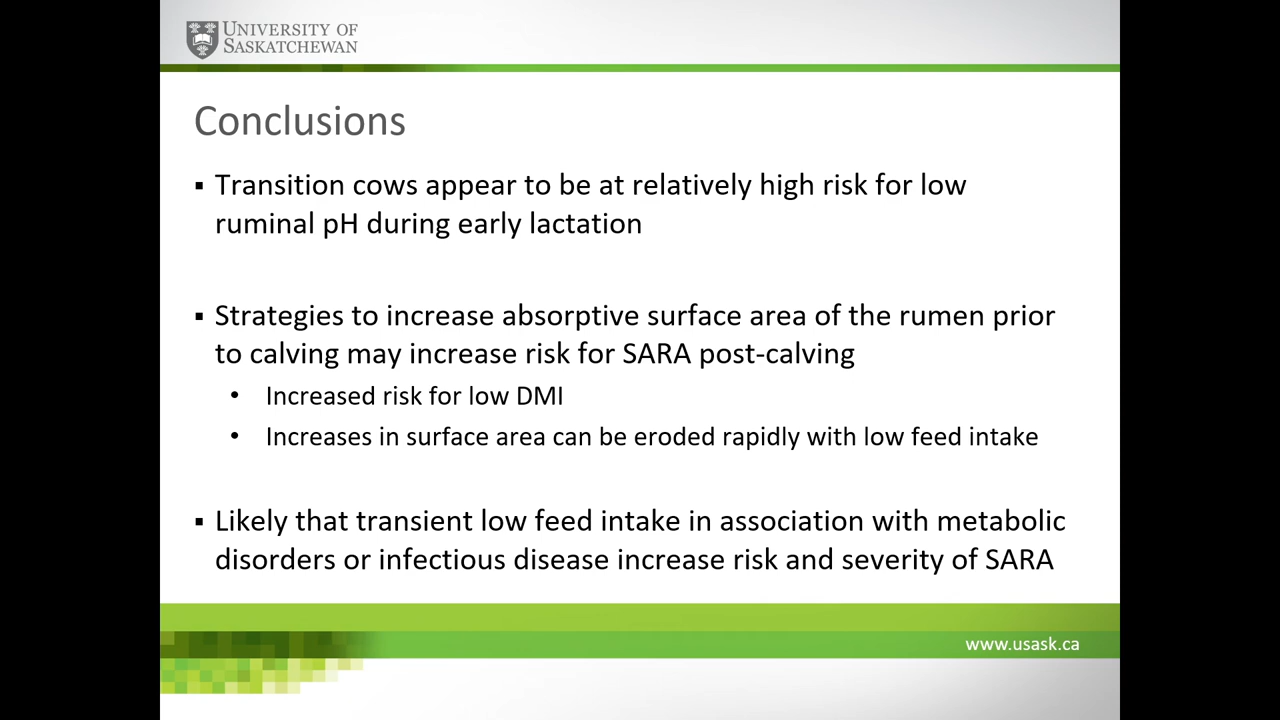 UNIVERSITY OF
SASKATCHEWAN
Conclusions
▪ Transition cows appear to be at relatively high risk for low
ruminal pH during early lactation
▪ Strategies to increase absorptive surface area of the rumen prior
to calving may increase risk for SARA post-calving
• Increased risk for low DMI
• Increases in surface area can be eroded rapidly with low feed intake
▪ Likely that transient low feed intake in association with metabolic
disorders or infectious disease increase risk and severity of SARA
www.usask.ca